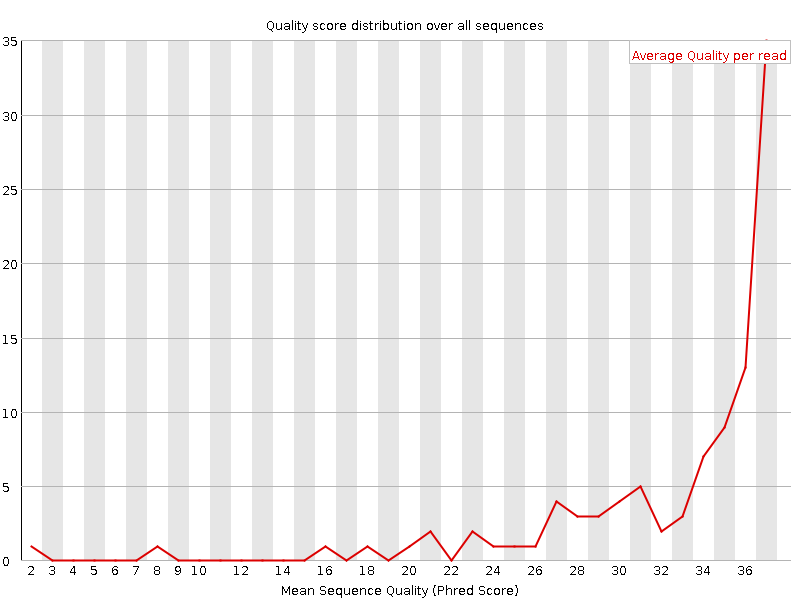 Quality score distribution over all sequences
35
Average Quality per read
30
25
20
15
10
5
0
2 3 4 5 6 7 8 9 10 12 14 16 18 20 22 24 26 28 30 32 34 36
Mean Sequence Quality (Phred Score)